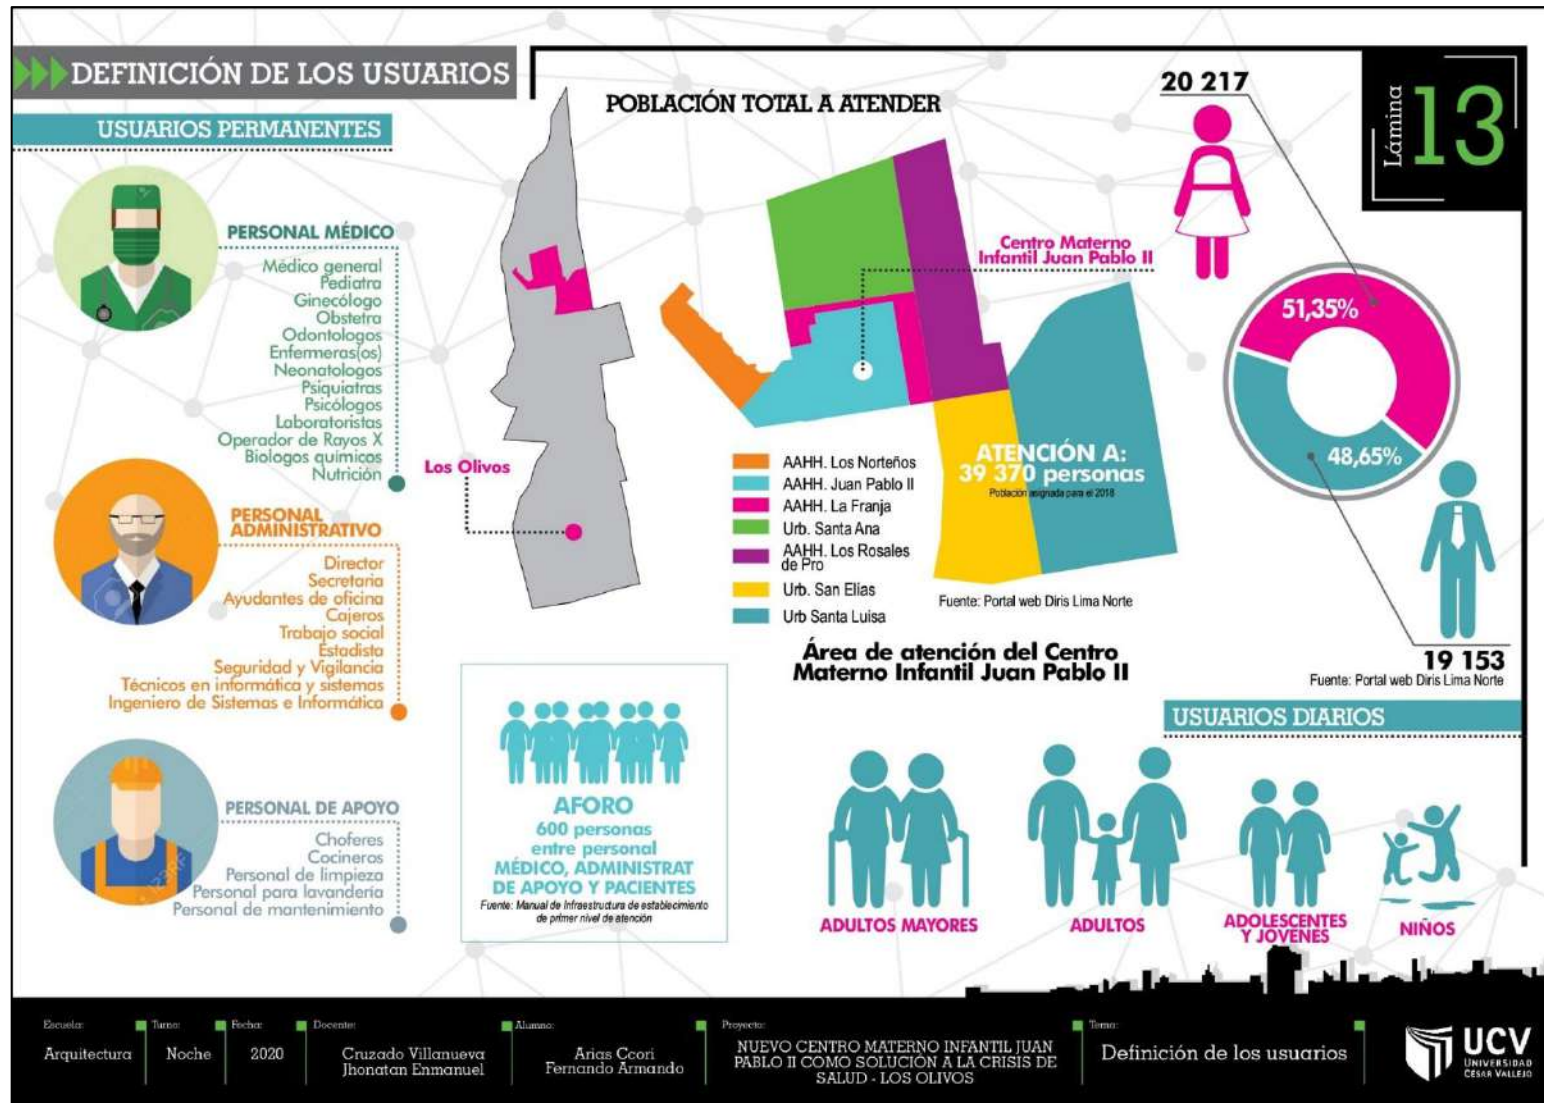 DEFINICIÓN DE LOS USUARIOS
USUARIOS PERMANENTES
PERSONAL MÉDICO
Médico general
Pediatra
Ginecólogo
Obstetra
Odontologos
Enfermeras(os)
Neonatologos
Psiquiatras
Psicólogos
Laboratoristas
Operador de Rayos X
Biologos quimicos
Nutrición
PERSONAL
ADMINISTRATIVO
Director
Secretaria
Ayudantes de oficina
Cajeros
Trabajo social
Estadista
Seguridad y Vigilancia
Técnicos en informática y sistemas
Ingeniero de Sistemas e Informática
PERSONAL DE APOYO
Choferes
Cocineros
Personal de limpieza
Personal para lavandería
Personal de mantenimiento
POBLACIÓN TOTAL A ATENDER
Los Olivos
Centro Materno
Infantil Juan Pablo II
AAHH. Los Norteños
AAHH. Juan Pablo II
AAHH. La Franja
Urb. Santa Ana
AAHH. Los Rosales
de Pro
Urb. San Elías
Urb Santa Luisa
ATENCIÓN A:
39 370 personas
Población asignada para el 2018
Fuente: Portal web Diris Lima Norte
Área de atención del Centro
Materno Infantil Juan Pablo II
20 217
51,35%
48,65%
19 153
Fuente: Portal web Diris Lima Norte
Lámina
13
AFORO
600 personas
entre personal
MÉDICO, ADMINISTRAT
DE APOYO Y PACIENTES
Fuente: Manual de Infraestructura de establecimiento
de primer nivel de atención
USUARIOS DIARIOS
ADULTOS MAYORES
ADULTOS
ADOLESCENTES
Y JÓVENES
NIÑOS
Escuela:
Arquitectura
Turno:
Noche
Fecha:
2020
Docente:
Cruzado Villanueva
Jhonatan Enmanuel
Alumno:
Arias Ccori
Fernando Armando
Proyecto:
NUEVO CENTRO MATERNO INFANTIL JUAN
PABLO II COMO SOLUCIÓN A LA CRISIS DE
SALUD - LOS OLIVOS
Tema:
Definición de los usuarios
UCV
UNIVERSIDAD
CÉSAR VALLEJO